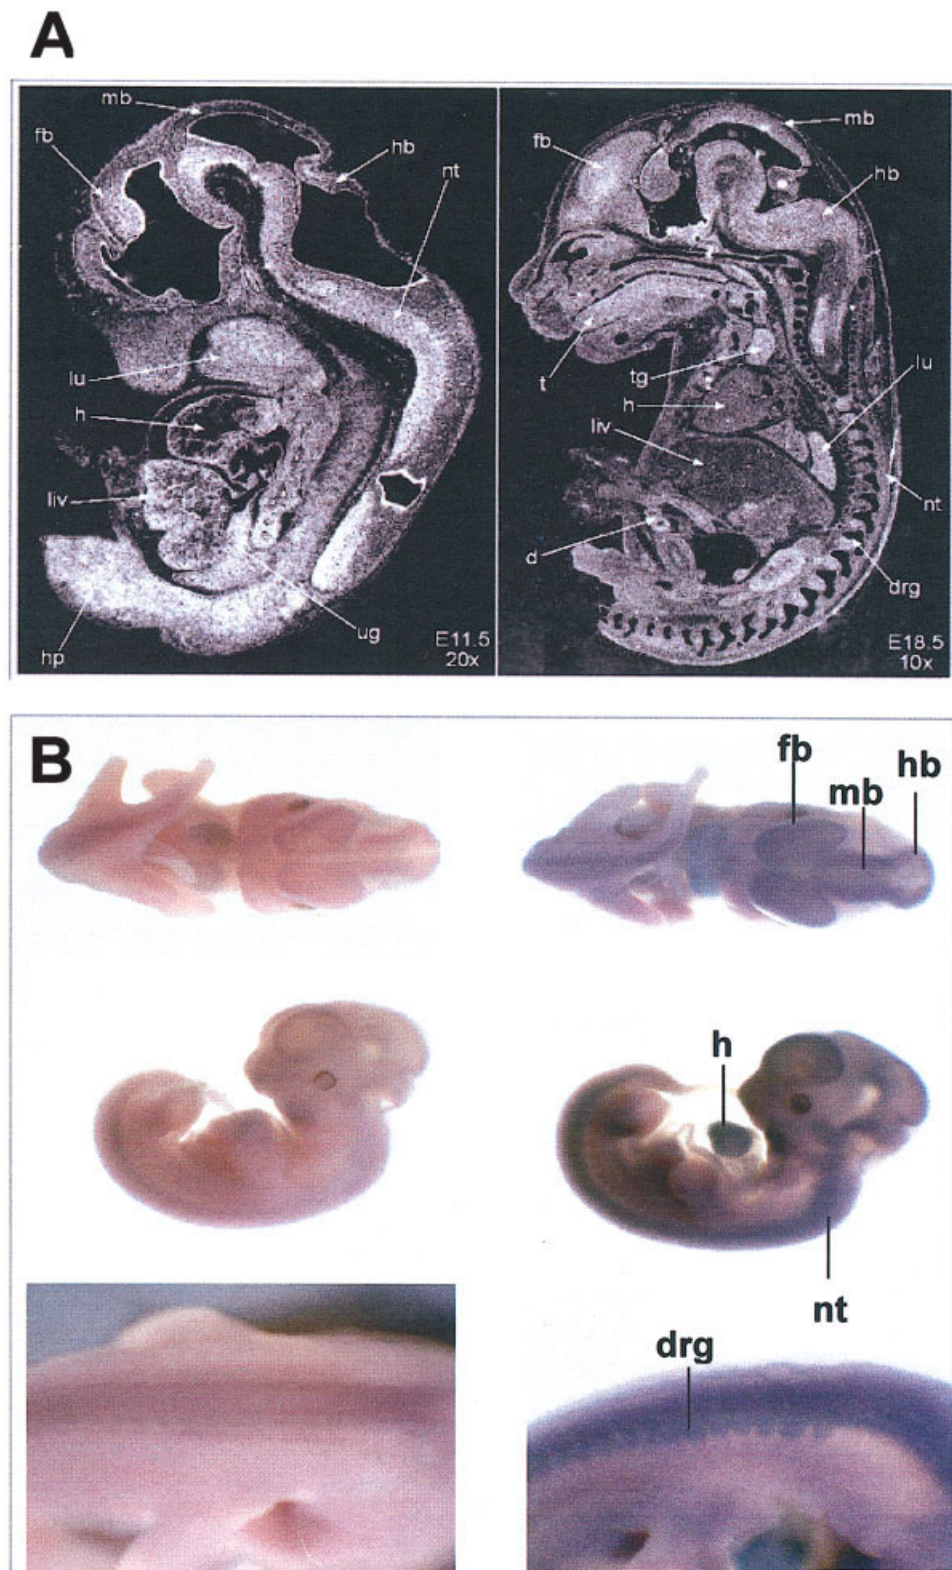 A
mb
fb
hb
nt
lu
h
liv
hp
ug
E11.5
20x
mb
fb
hb
t
tg
h
lu
liv
nt
d
drg
E18.5
10x
B
fb
mb
hb
h
nt
drg